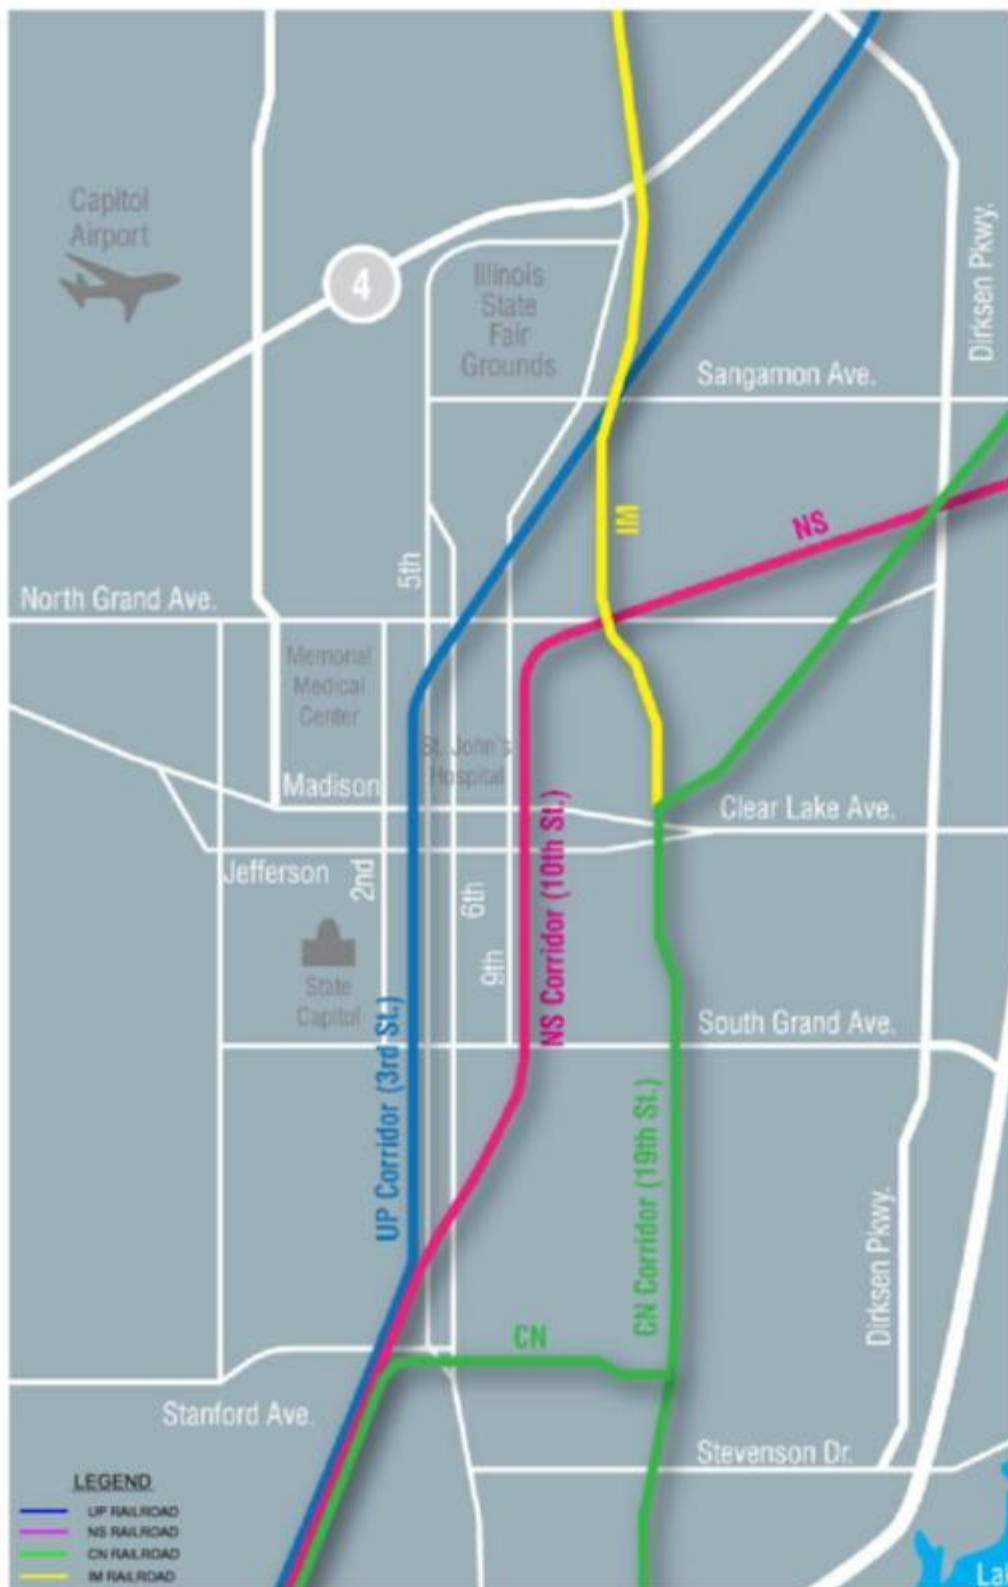 Capitol
Airport
4
Illinois
State
Fair
Grounds
Dirksen Pkwy.
Sangamon Ave.
IM
NS
5th
North Grand Ave.
Memorial
Medical
Center
St. John's
Hospital
Madison
Clear Lake Ave.
Jefferson
2nd
6th
9th
NS Corridor (10th St.)
State
Capitol
South Grand Ave.
UP Corridor (3rd St.)
CN Corridor (19th St.)
Dirksen Pkwy.
CN
Stanford Ave.
Stevenson Dr.
LEGEND
UP RAILROAD
NS RAILROAD
CN RAILROAD
IM RAILROAD
La